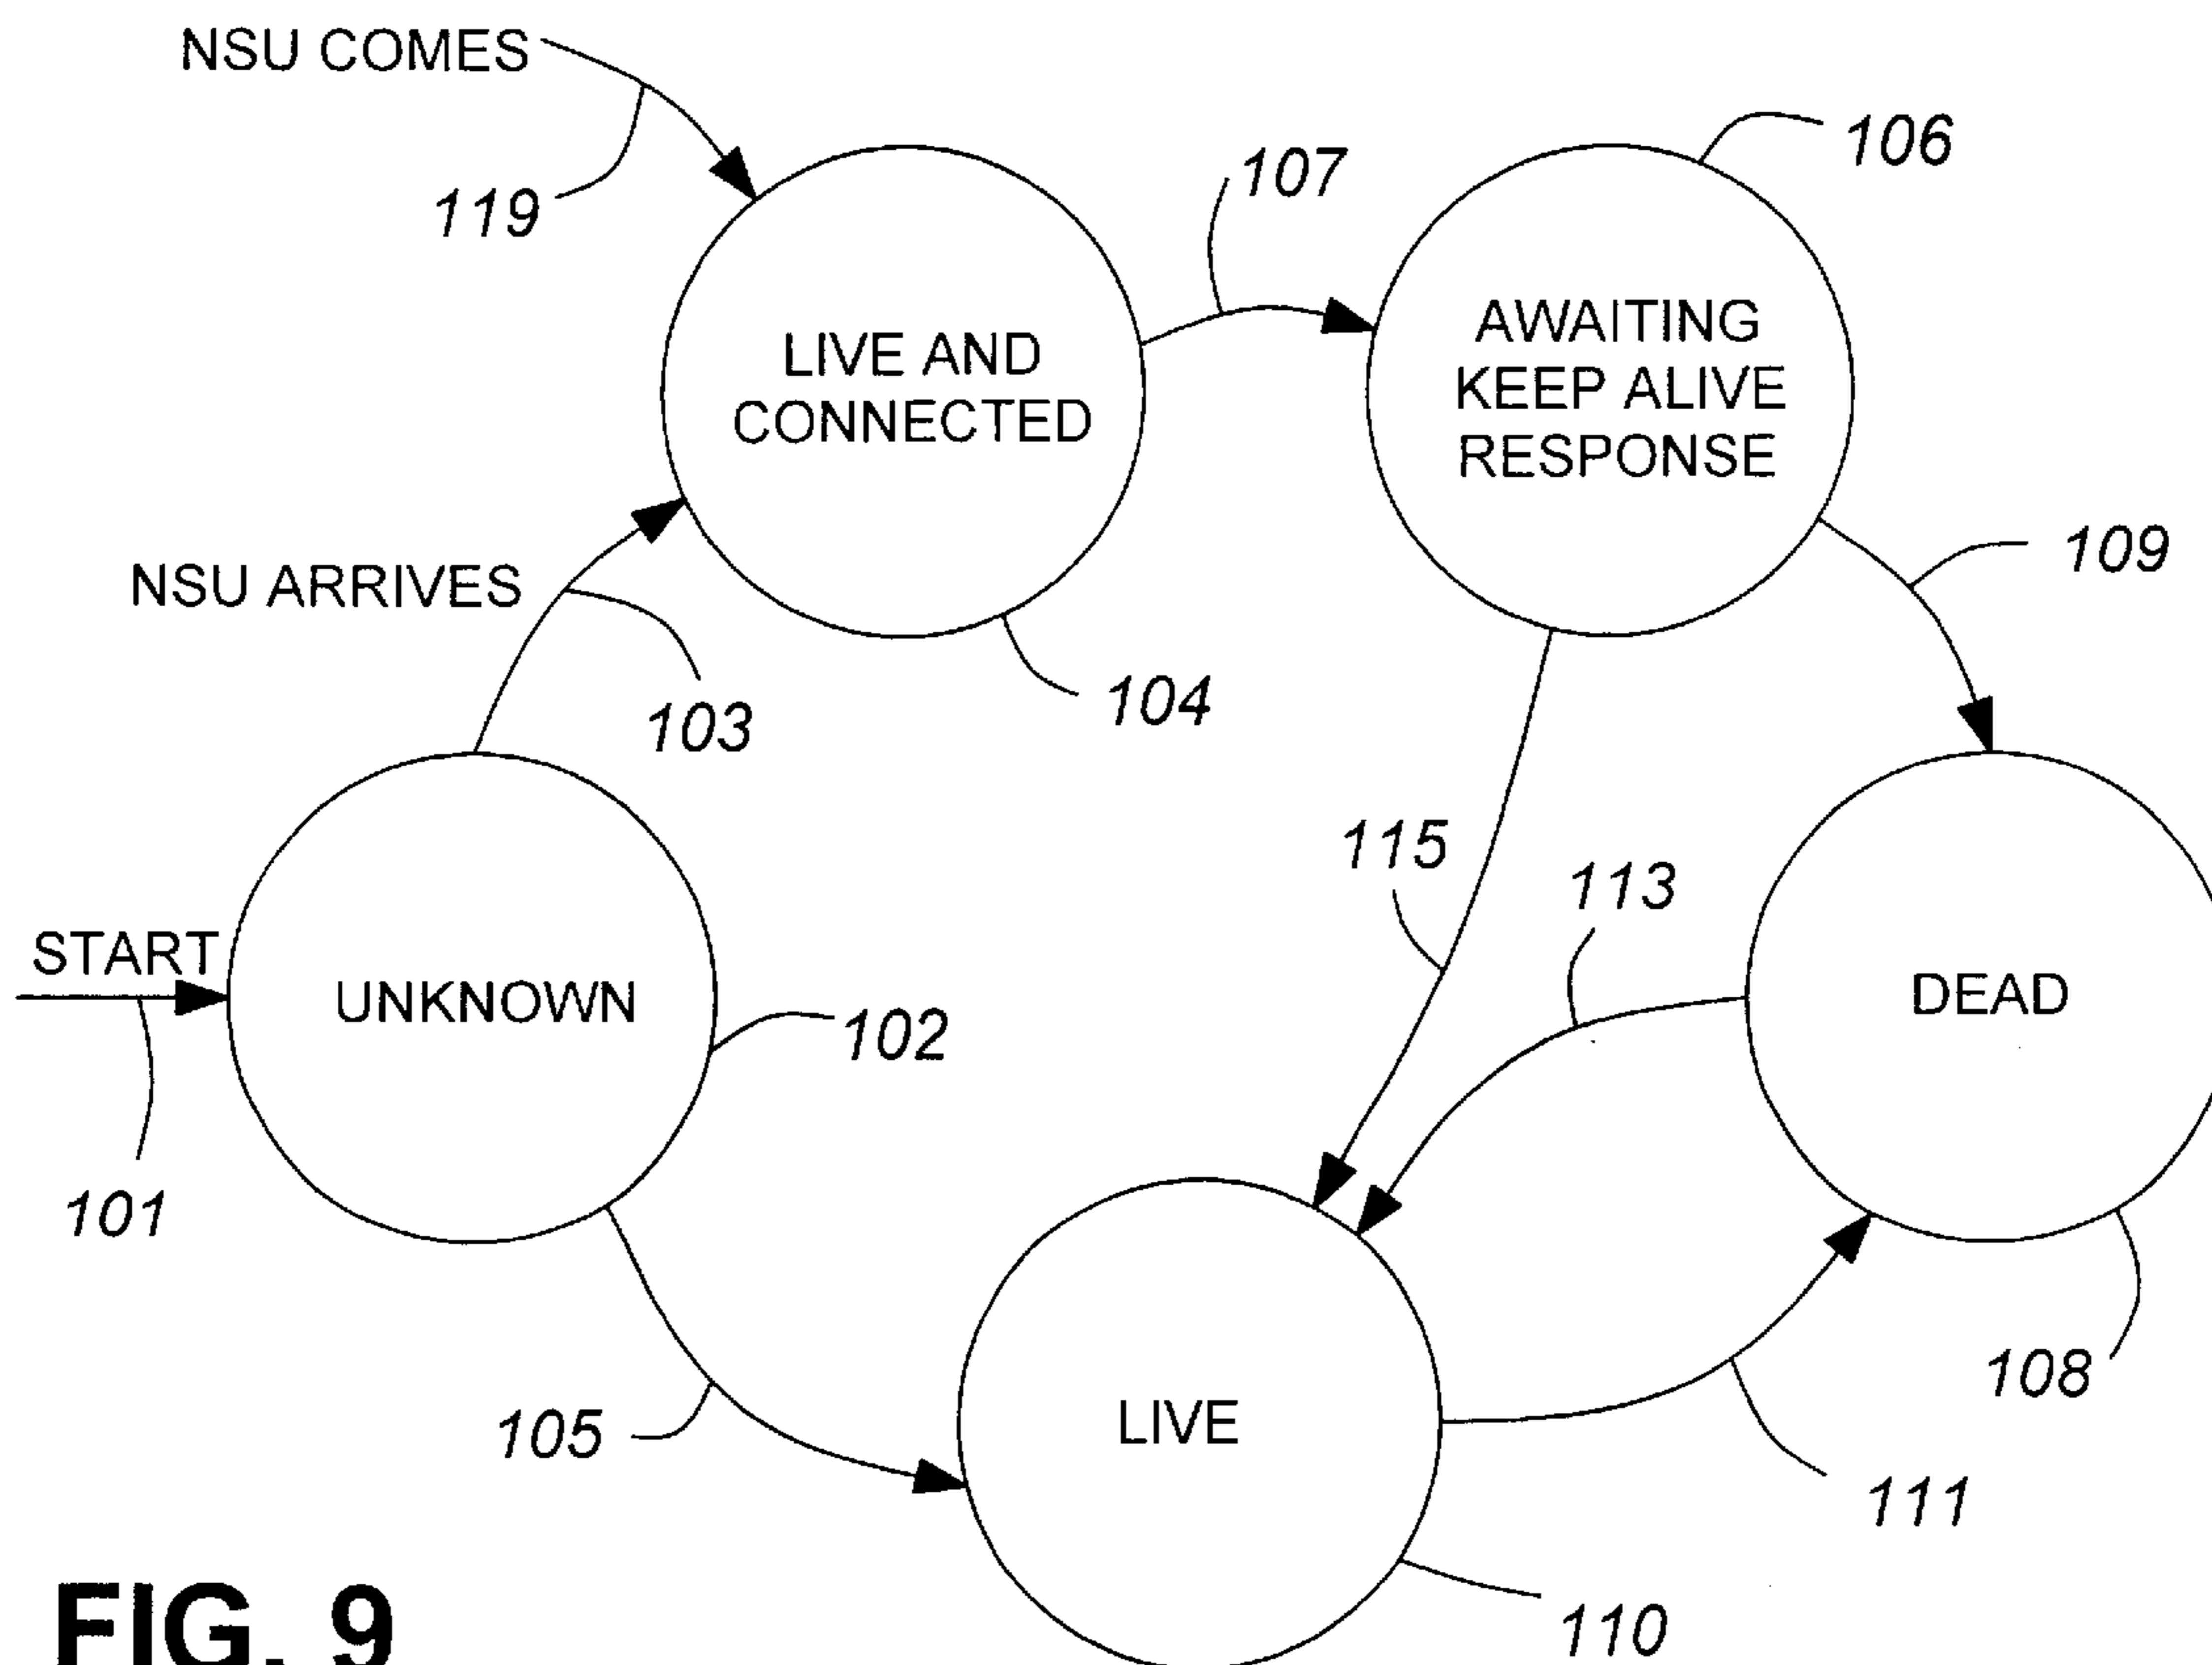 NSU COMES
119
107
106
LIVE AND
CONNECTED
AWAITING
KEEP ALIVE
RESPONSE
NSU ARRIVES
103
104
109
115
113
START
UNKNOWN
102
DEAD
101
105
LIVE
108
111
110
FIG. 9